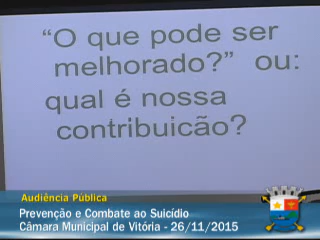 “O que pode ser
melhorado?” ou:
qual é nossa
contribuicão?
Audiência Pública
Prevenção e Combate ao Suicídio
Câmara Municipal de Vitória - 26/11/2015